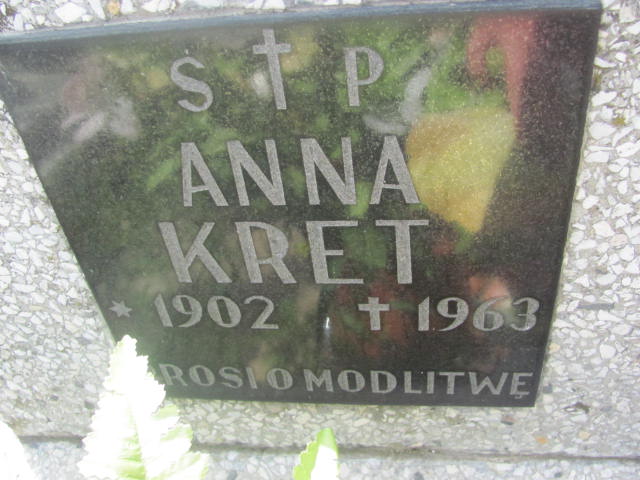 S † P
ANNA
KRET
* 1902 † 1963
ROSI O MODLITWĘ